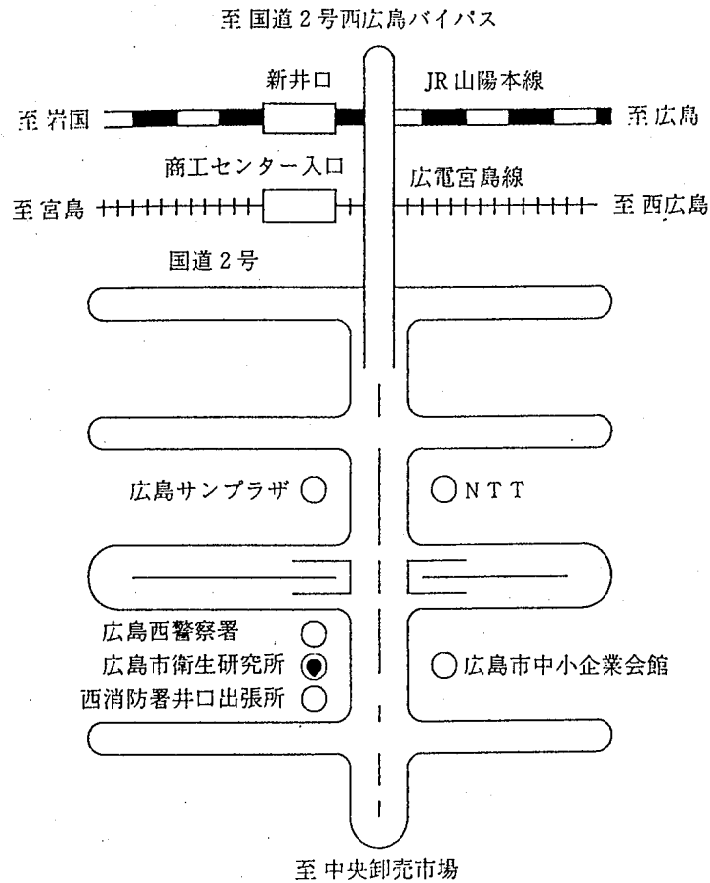 至 国道2号西広島バイパス
新井口
JR山陽本線
至 岩国
至 広島
商工センター入口
広電宮島線
至 宮島
至 西広島
国道2号
広島サンプラザ
NTT
広島西警察署
広島市衛生研究所
広島市中小企業会館
西消防署井口出張所
至 中央卸売市場